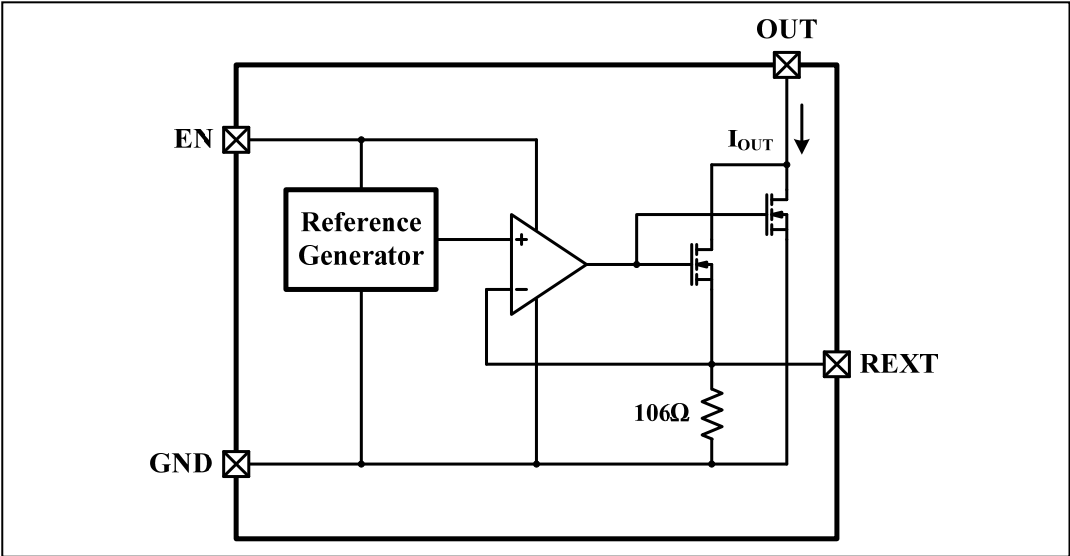 OUT
EN
IOUT
Reference
Generator
+
−
REXT
106Ω
GND